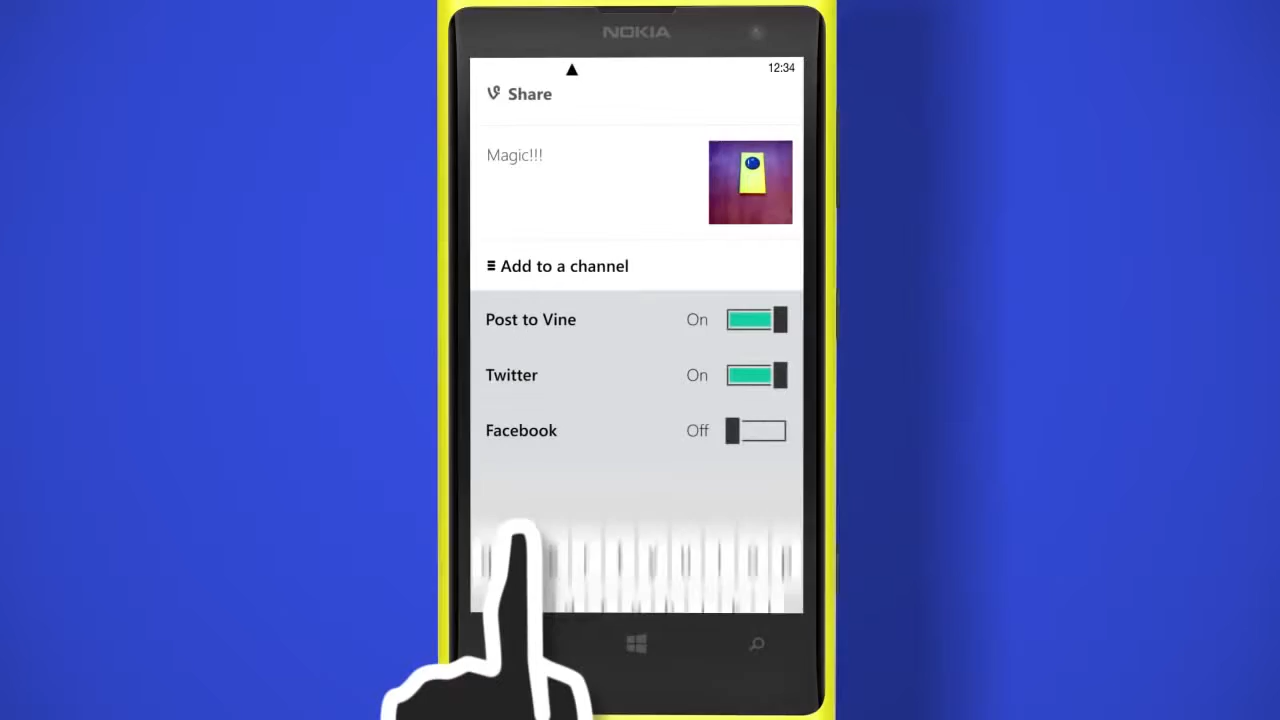 NOKIA
12:34
Share
Magic!!!
Add to a channel
Post to Vine On
Twitter On
Facebook Off